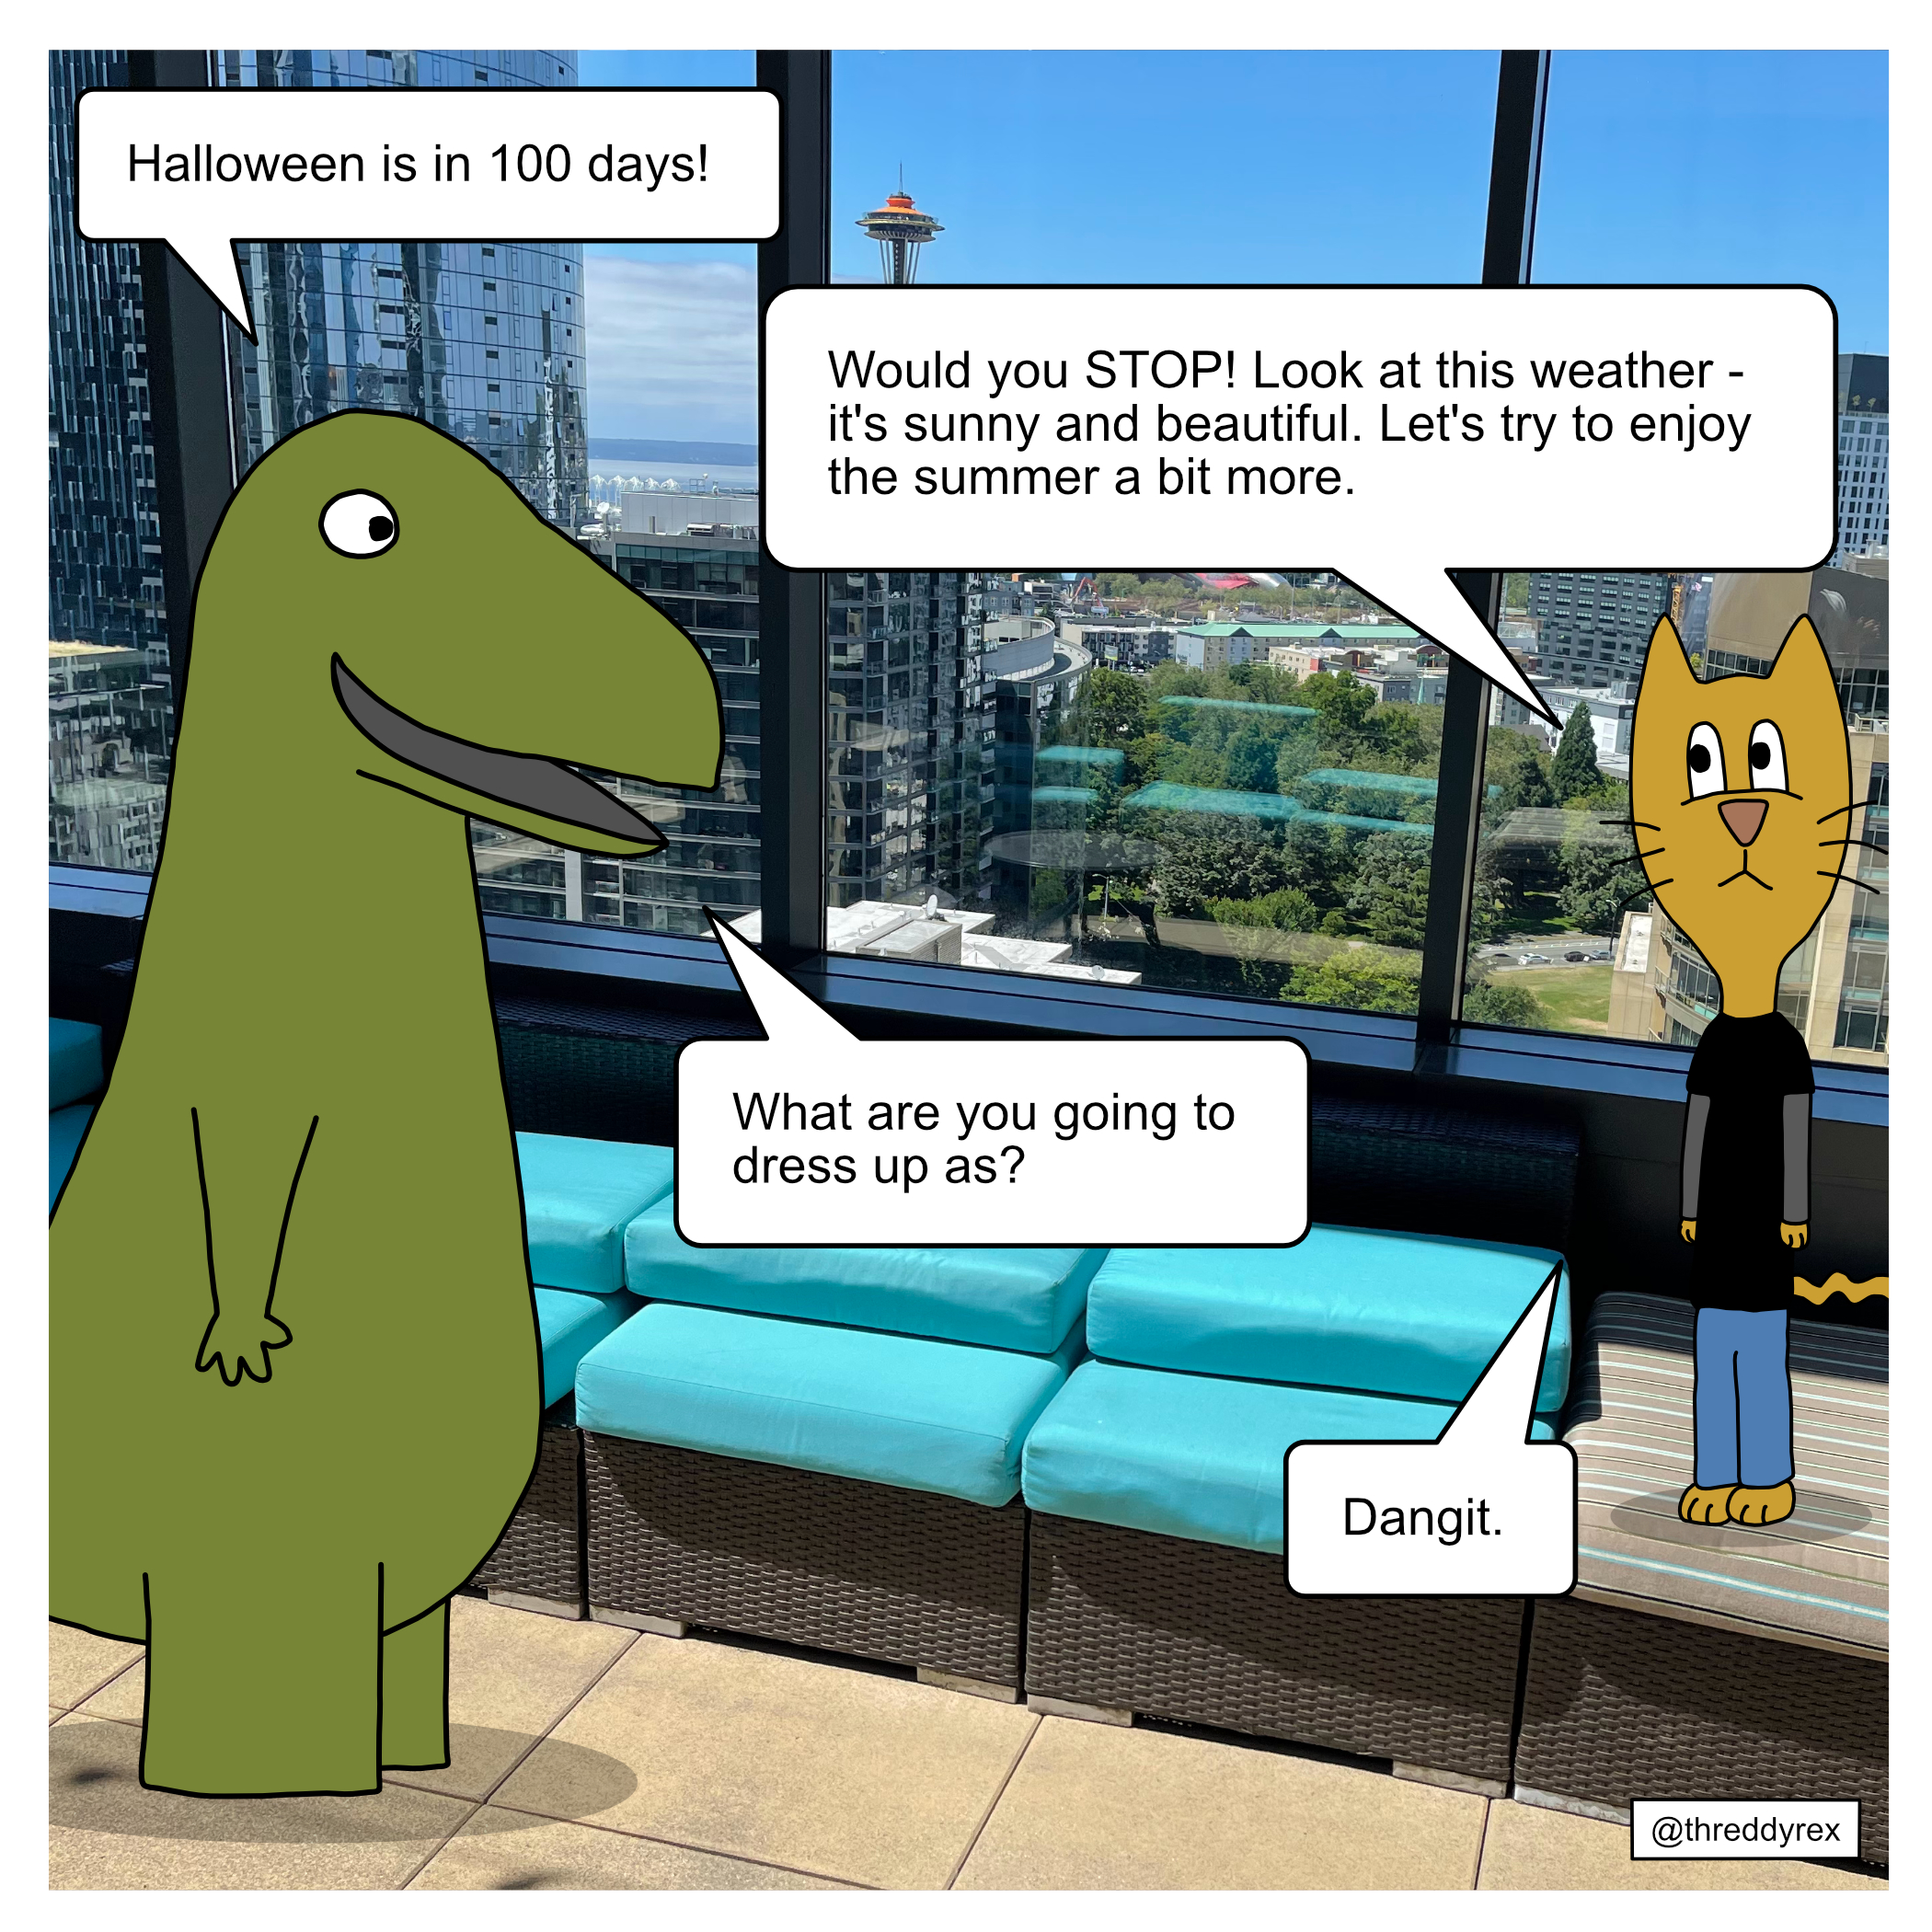 Halloween is in 100 days!
Would you STOP! Look at this weather -
it's sunny and beautiful. Let's try to enjoy
the summer a bit more.
What are you going to
dress up as?
Dangit.
@threddyrex